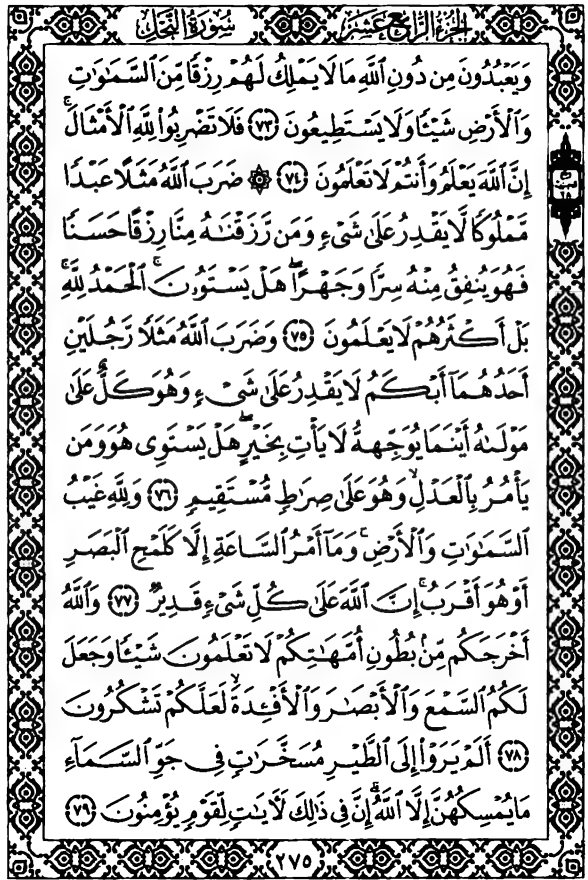 الجزء الرابع عشر
سورة النحل
وَيَعْبُدُونَ مِن دُونِ ٱللَّهِ مَا لَا يَمْلِكُ لَهُمْ رِزْقًا مِّنَ ٱلسَّمَٰوَٰتِ
وَٱلْأَرْضِ شَيْـًٔا وَلَا يَسْتَطِيعُونَ ﴿٧٣﴾ فَلَا تَضْرِبُوا۟ لِلَّهِ ٱلْأَمْثَالَ ۚ
إِنَّ ٱللَّهَ يَعْلَمُ وَأَنتُمْ لَا تَعْلَمُونَ ﴿٧٤﴾ ۞ ضَرَبَ ٱللَّهُ مَثَلًا عَبْدًا
مَّمْلُوكًا لَّا يَقْدِرُ عَلَىٰ شَىْءٍ وَمَن رَّزَقْنَٰهُ مِنَّا رِزْقًا حَسَنًا
فَهُوَ يُنفِقُ مِنْهُ سِرًّا وَجَهْرًا ۖ هَلْ يَسْتَوُۥنَ ۚ ٱلْحَمْدُ لِلَّهِ ۚ
بَلْ أَكْثَرُهُمْ لَا يَعْلَمُونَ ﴿٧٥﴾ وَضَرَبَ ٱللَّهُ مَثَلًا رَّجُلَيْنِ
أَحَدُهُمَآ أَبْكَمُ لَا يَقْدِرُ عَلَىٰ شَىْءٍ وَهُوَ كَلٌّ عَلَىٰ
مَوْلَىٰهُ أَيْنَمَا يُوَجِّههُّ لَا يَأْتِ بِخَيْرٍ ۖ هَلْ يَسْتَوِى هُوَ وَمَن
يَأْمُرُ بِٱلْعَدْلِ ۙ وَهُوَ عَلَىٰ صِرَٰطٍ مُّسْتَقِيمٍ ﴿٧٦﴾ وَلِلَّهِ غَيْبُ
ٱلسَّمَٰوَٰتِ وَٱلْأَرْضِ ۚ وَمَآ أَمْرُ ٱلسَّاعَةِ إِلَّا كَلَمْحِ ٱلْبَصَرِ
أَوْ هُوَ أَقْرَبُ ۚ إِنَّ ٱللَّهَ عَلَىٰ كُلِّ شَىْءٍ قَدِيرٌ ﴿٧٧﴾ وَٱللَّهُ
أَخْرَجَكُم مِّنۢ بُطُونِ أُمَّهَٰتِكُمْ لَا تَعْلَمُونَ شَيْـًٔا وَجَعَلَ
لَكُمُ ٱلسَّمْعَ وَٱلْأَبْصَٰرَ وَٱلْأَفْـِٔدَةَ ۙ لَعَلَّكُمْ تَشْكُرُونَ
﴿٧٨﴾ أَلَمْ يَرَوْا۟ إِلَى ٱلطَّيْرِ مُسَخَّرَٰتٍ فِى جَوِّ ٱلسَّمَآءِ
مَا يُمْسِكُهُنَّ إِلَّا ٱللَّهُ ۗ إِنَّ فِى ذَٰلِكَ لَءَايَٰتٍ لِّقَوْمٍ يُؤْمِنُونَ ﴿٧٩﴾
٢٧٥